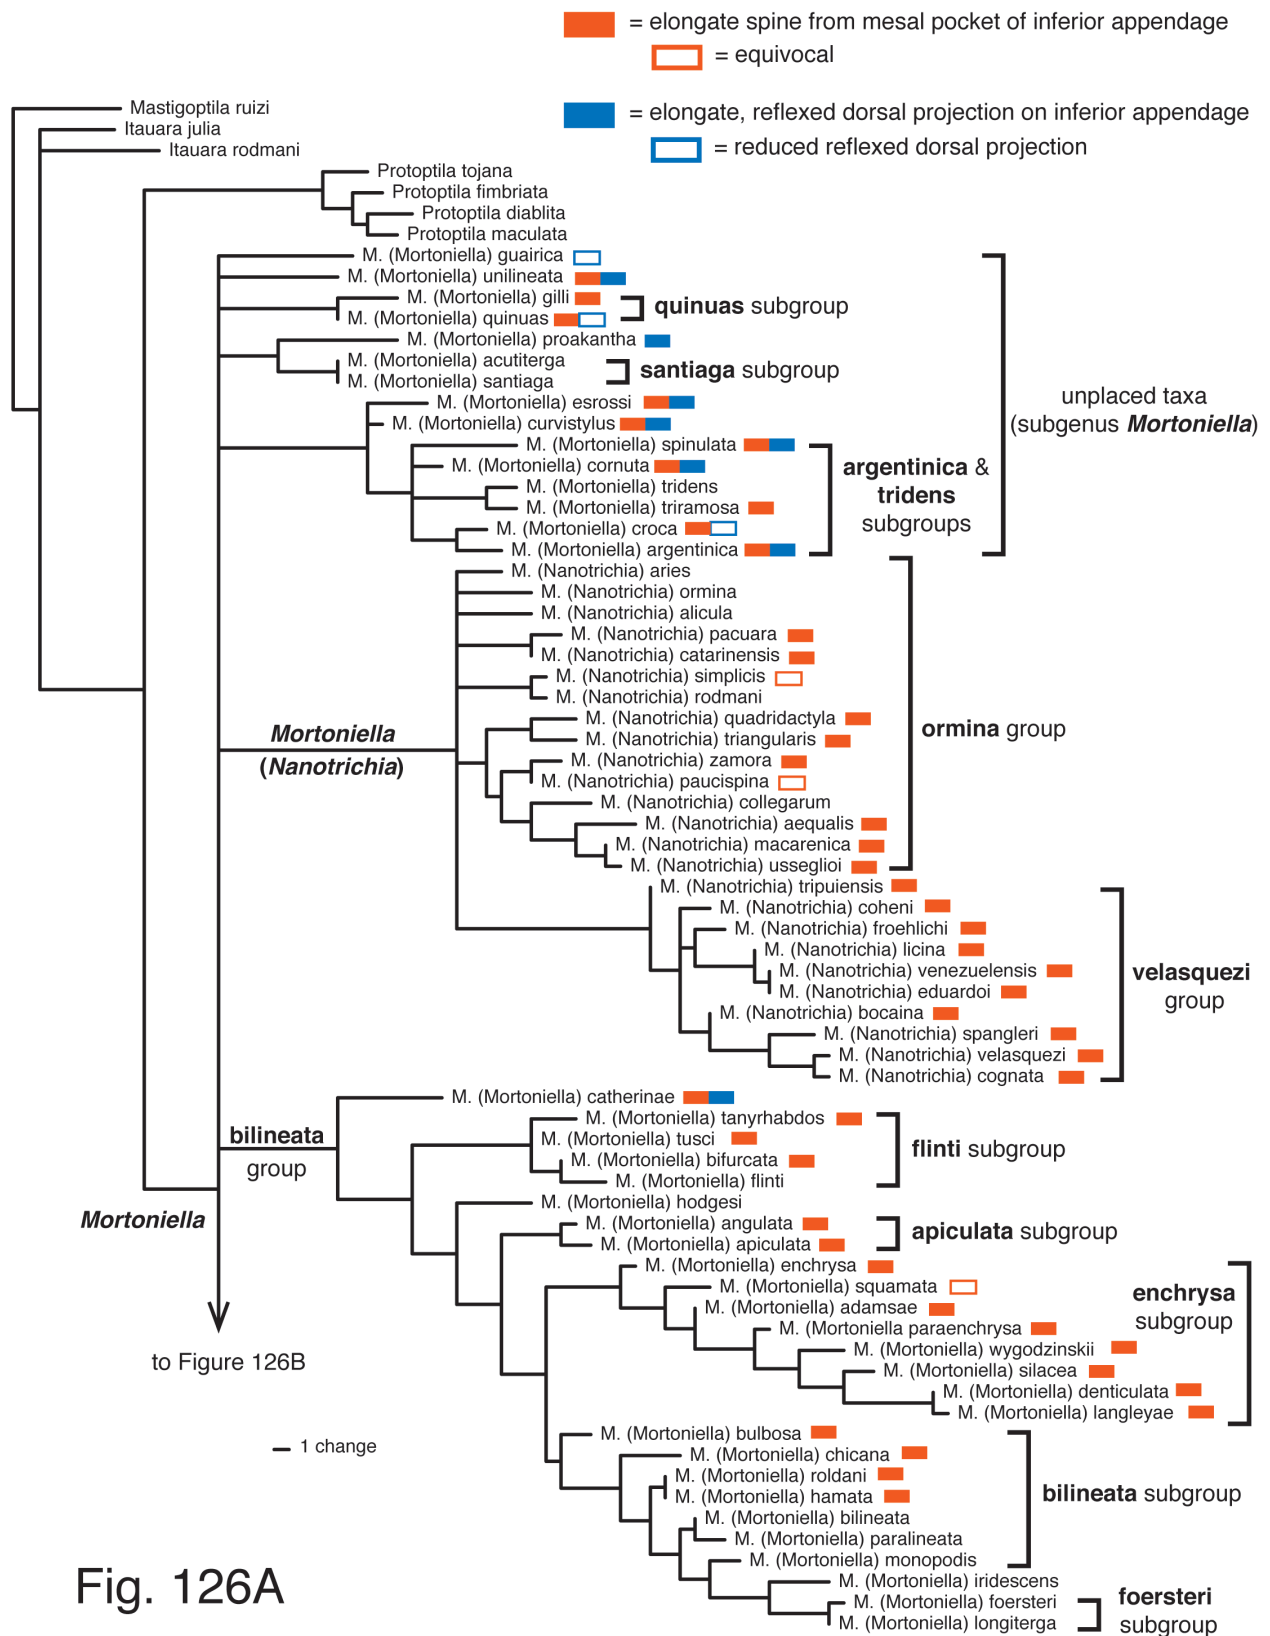 = elongate spine from mesal pocket of inferior appendage
= equivocal
= elongate, reflexed dorsal projection on inferior appendage
= reduced reflexed dorsal projection
Mastigoptila ruizi
Itauara julia
Itauara rodmani
Protoptila tojana
Protoptila fimbriata
Protoptila diablita
Protoptila maculata
M. (Mortoniella) guairica
M. (Mortoniella) unilineata
M. (Mortoniella) gilli
M. (Mortoniella) quinuas
quinuas subgroup
M. (Mortoniella) proakantha
M. (Mortoniella) acutiterga
M. (Mortoniella) santiaga
santiaga subgroup
M. (Mortoniella) esrossi
M. (Mortoniella) curvistylus
M. (Mortoniella) spinulata
M. (Mortoniella) cornuta
M. (Mortoniella) tridens
M. (Mortoniella) triramosa
M. (Mortoniella) croca
M. (Mortoniella) argentinica
argentinica &
tridens
subgroups
unplaced taxa
(subgenus Mortoniella)
M. (Nanotrichia) aries
M. (Nanotrichia) ormina
M. (Nanotrichia) alicula
M. (Nanotrichia) pacuara
M. (Nanotrichia) catarinensis
M. (Nanotrichia) simplicis
M. (Nanotrichia) rodmani
M. (Nanotrichia) quadridactyla
M. (Nanotrichia) triangularis
M. (Nanotrichia) zamora
M. (Nanotrichia) paucispina
M. (Nanotrichia) collegarum
M. (Nanotrichia) aequalis
M. (Nanotrichia) macarenica
M. (Nanotrichia) usseglioi
ormina group
Mortoniella
(Nanotrichia)
M. (Nanotrichia) tripuiensis
M. (Nanotrichia) coheni
M. (Nanotrichia) froehlichi
M. (Nanotrichia) licina
M. (Nanotrichia) venezuelensis
M. (Nanotrichia) eduardoi
M. (Nanotrichia) bocaina
M. (Nanotrichia) spangleri
M. (Nanotrichia) velasquezi
M. (Nanotrichia) cognata
velasquezi
group
M. (Mortoniella) catherinae
M. (Mortoniella) tanyrhabdos
M. (Mortoniella) tusci
M. (Mortoniella) bifurcata
M. (Mortoniella) flinti
flinti subgroup
bilineata
group
M. (Mortoniella) hodgesi
M. (Mortoniella) angulata
M. (Mortoniella) apiculata
apiculata subgroup
Mortoniella
M. (Mortoniella) enchrysa
M. (Mortoniella) squamata
M. (Mortoniella) adamsae
M. (Mortoniella paraenchrysa
M. (Mortoniella) wygodzinskii
M. (Mortoniella) silacea
M. (Mortoniella) denticulata
M. (Mortoniella) langleyae
enchrysa
subgroup
to Figure 126B
1 change
M. (Mortoniella) bulbosa
M. (Mortoniella) chicana
M. (Mortoniella) roldani
M. (Mortoniella) hamata
M. (Mortoniella) bilineata
M. (Mortoniella) paralineata
M. (Mortoniella) monopodis
bilineata subgroup
M. (Mortoniella) iridescens
M. (Mortoniella) foersteri
M. (Mortoniella) longiterga
foersteri
subgroup
Fig. 126A